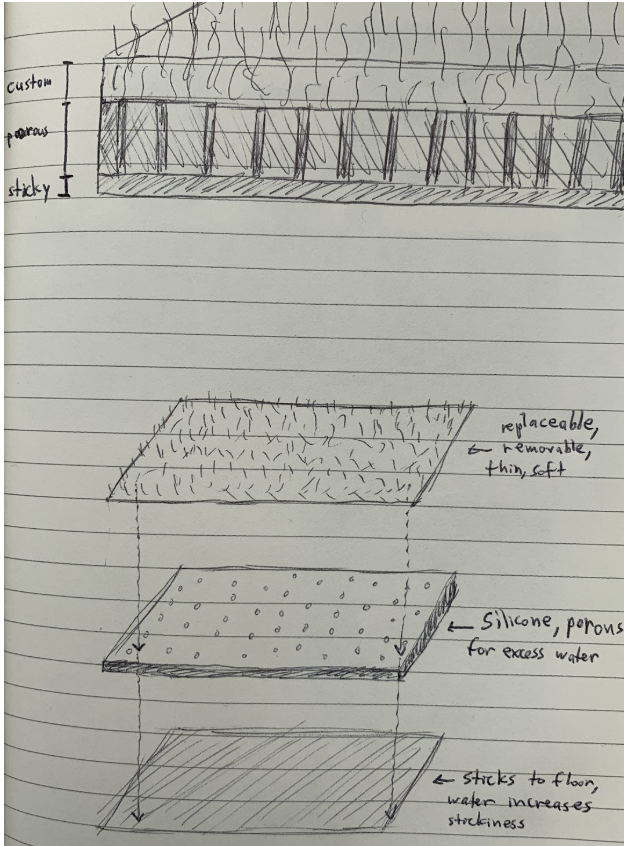 custom
porous
sticky
replaceable,
← removable,
thin, soft
← Silicone, porous
for excess water
← sticks to floor,
water increases
stickiness